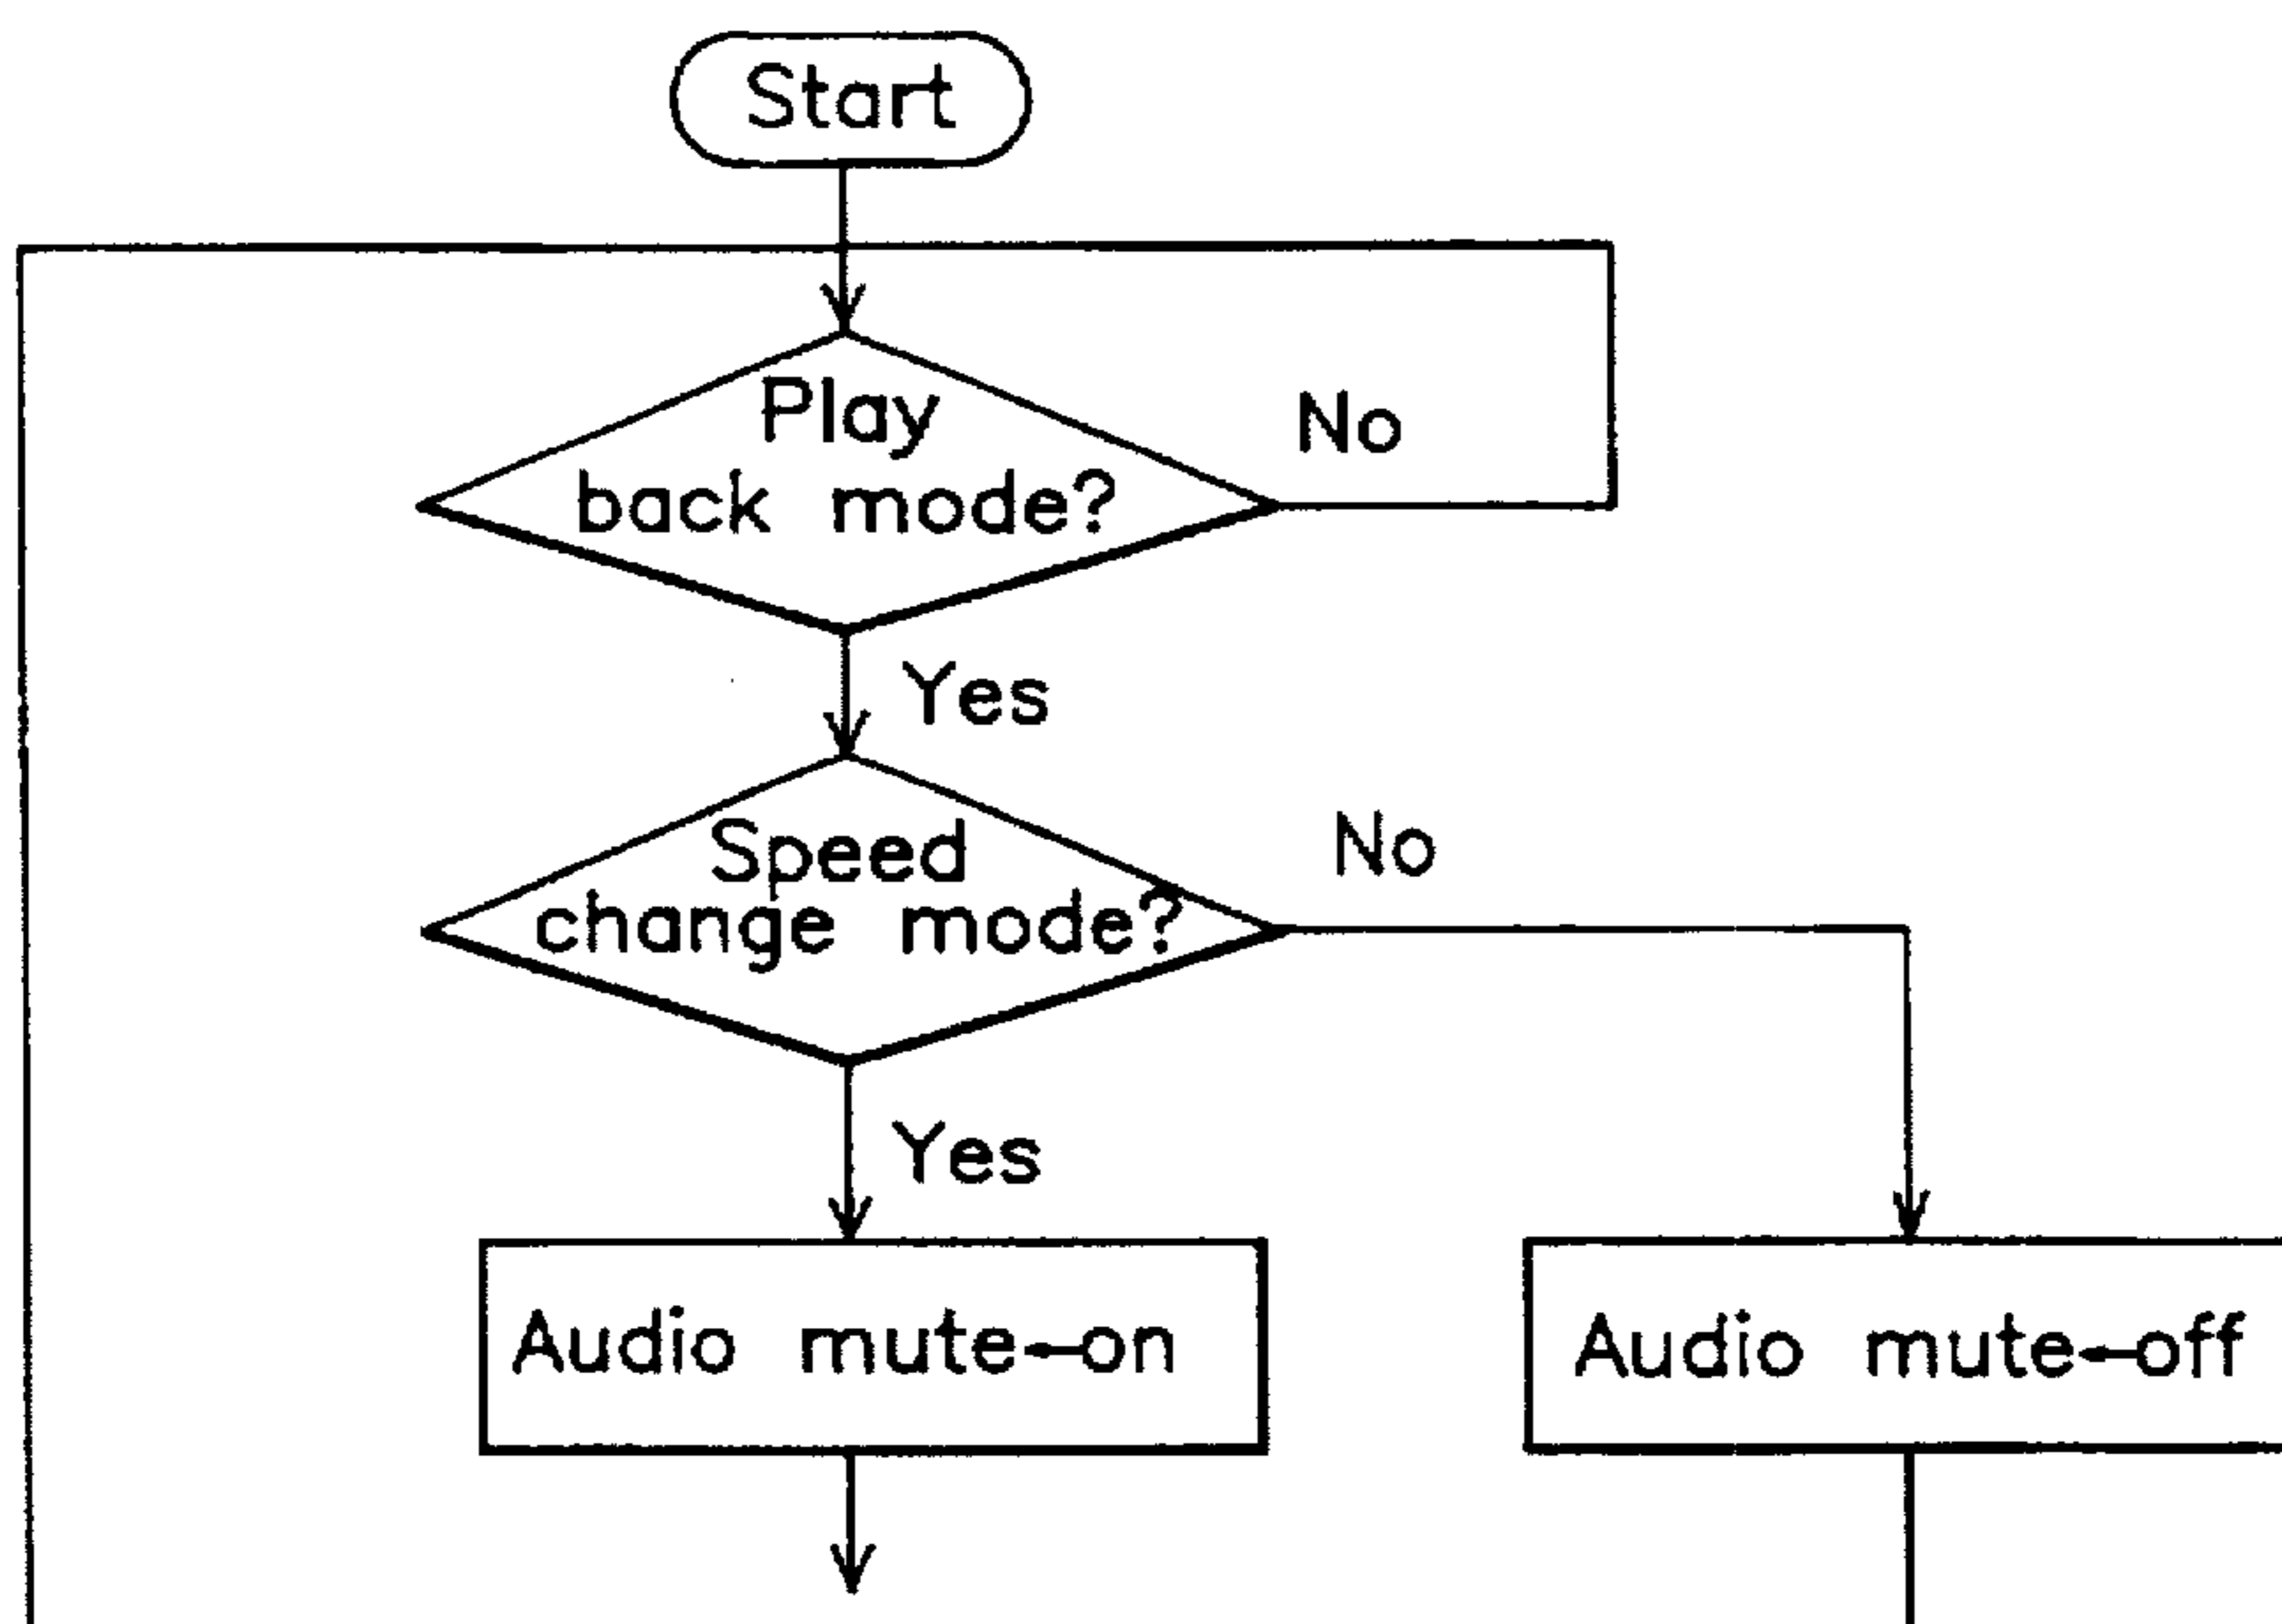 Start
Play
back mode?
No
Yes
Speed
change mode?
No
Yes
Audio mute←on
Audio mute←off